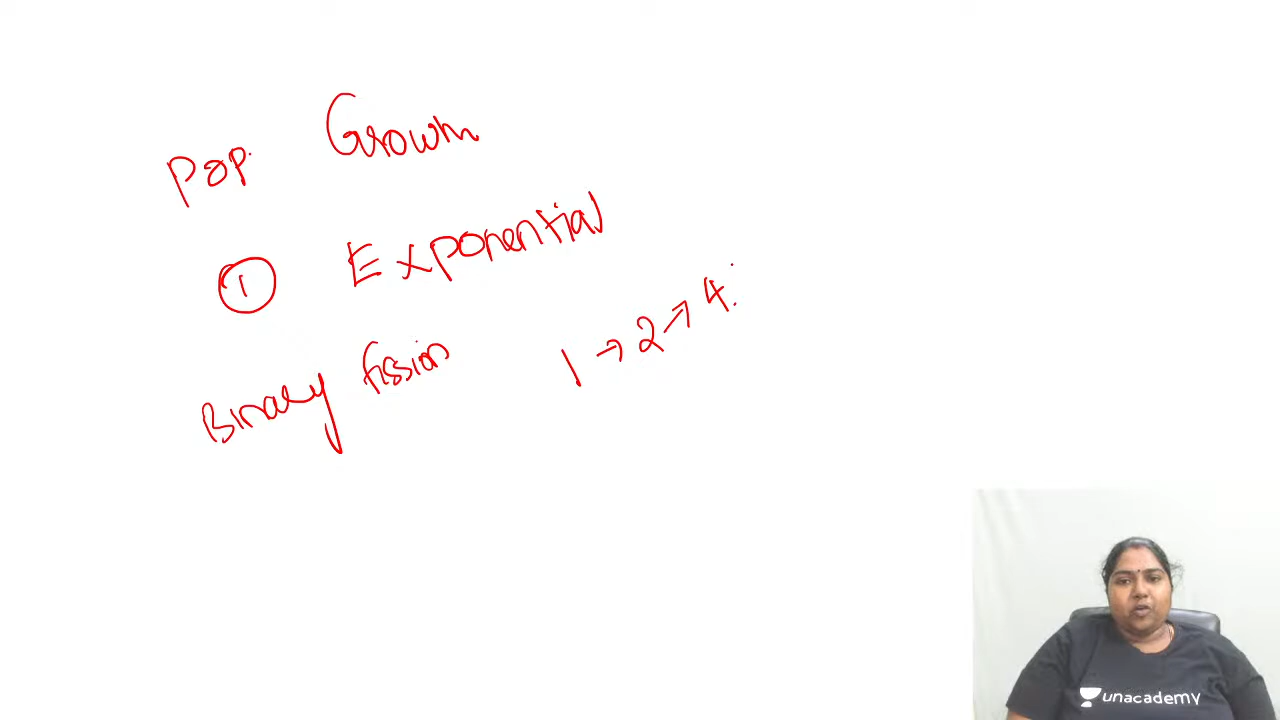 Pop. Growth
① Exponential
Binary fission 1 → 2 → 4
unacademy